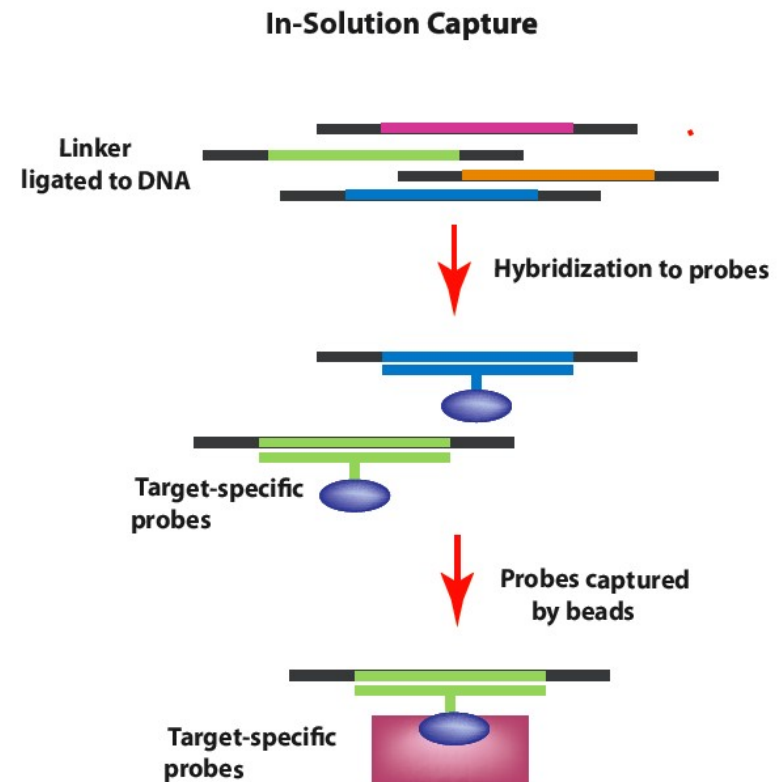 In-Solution Capture
Linker
ligated to DNA
Hybridization to probes
Target-specific
probes
Probes captured
by beads
Target-specific
probes